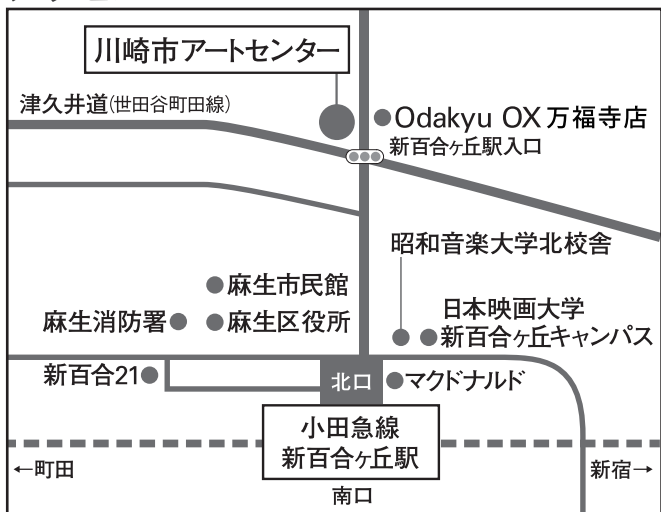 川崎市アートセンター
津久井道(世田谷町田線)
Odakyu OX 万福寺店
新百合ヶ丘駅入口
昭和音楽大学北校舎
麻生市民館
日本映画大学
麻生消防署
麻生区役所
新百合ヶ丘キャンパス
新百合21
北口
マクドナルド
小田急線
新百合ヶ丘駅
←町田
新宿→
南口